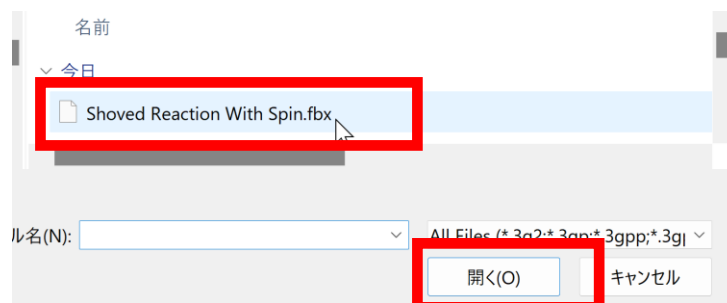 名前
今日
Shoved Reaction With Spin.fbx
ル名(N):
All Files (*.3g2;*.3gp;*.3gpp;*.3g
開く(O)
キャンセル